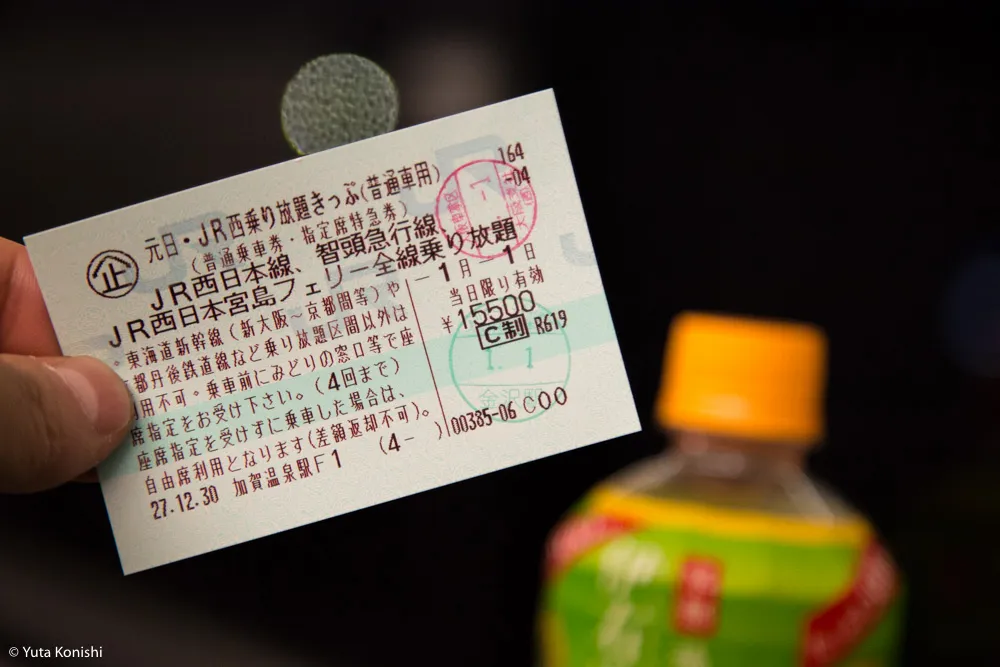 164
-04
元日・JR西乗り放題きっぷ(普通車用)
(普通乗車券・指定席特急券)
企
JR西日本線、智頭急行線
JR西日本宮島フェリー全線乗り放題
・東海道新幹線(新大阪～京都間等)や
都丹後鉄道線など乗り放題区間以外は
用不可。乗車前にみどりの窓口等で座
席指定をお受け下さい。(4回まで)
座席指定を受けずに乗車した場合は、
自由席利用となります(差額返却不可)。
27.12.30 加賀温泉駅F1 (4- )
-1月-1日
当日限り有効
¥15500
C制 R619
1. 1
金沢
00385-06 C00
© Yuta Konishi